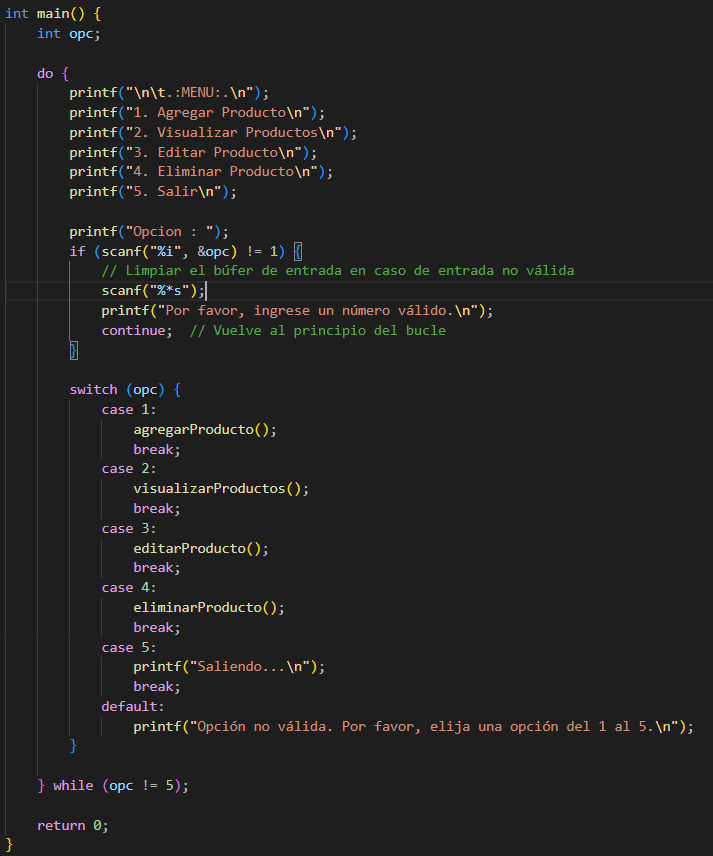 int main() {
    int opc;

    do {
        printf("\n\t.:MENU:.\n");
        printf("1. Agregar Producto\n");
        printf("2. Visualizar Productos\n");
        printf("3. Editar Producto\n");
        printf("4. Eliminar Producto\n");
        printf("5. Salir\n");

        printf("Opcion : ");
        if (scanf("%i", &opc) != 1) {
            // Limpiar el búfer de entrada en caso de entrada no válida
            scanf("%*s");
            printf("Por favor, ingrese un número válido.\n");
            continue;  // Vuelve al principio del bucle
        }

        switch (opc) {
            case 1:
                agregarProducto();
                break;
            case 2:
                visualizarProductos();
                break;
            case 3:
                editarProducto();
                break;
            case 4:
                eliminarProducto();
                break;
            case 5:
                printf("Saliendo...\n");
                break;
            default:
                printf("Opción no válida. Por favor, elija una opción del 1 al 5.\n");
        }

    } while (opc != 5);

    return 0;
}